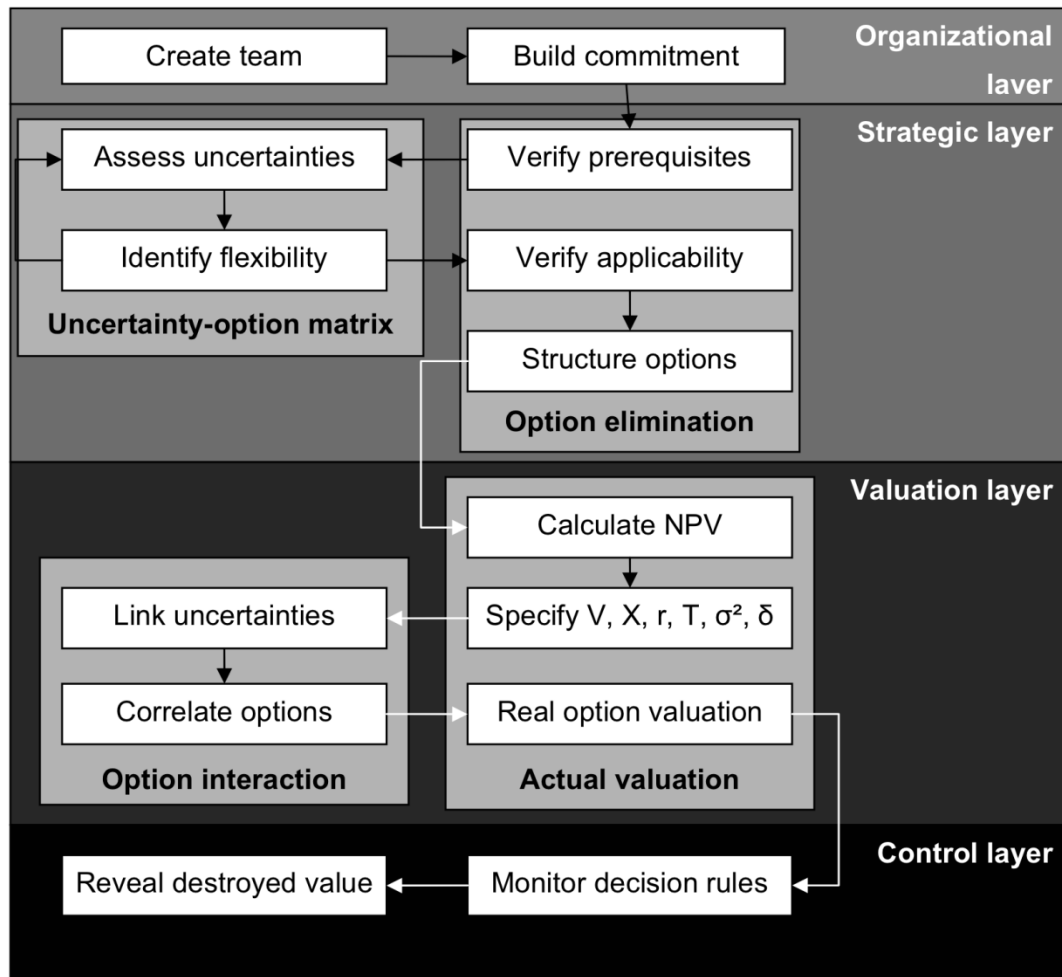 Create team
Build commitment
Organizational
laver
Strategic layer
Assess uncertainties
Verify prerequisites
Identify flexibility
Verify applicability
Uncertainty-option matrix
Structure options
Option elimination
Valuation layer
Calculate NPV
Link uncertainties
Specify V, X, r, T, σ², δ
Correlate options
Real option valuation
Option interaction
Actual valuation
Control layer
Reveal destroyed value
Monitor decision rules